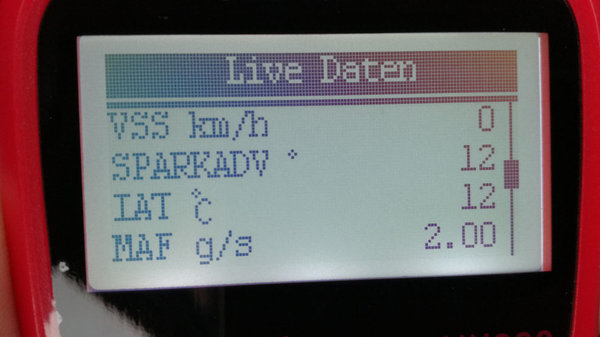 Live Daten
VSS km/h 0
SPARKADV ° 12
IAT °C 12
MAF g/s 2.00